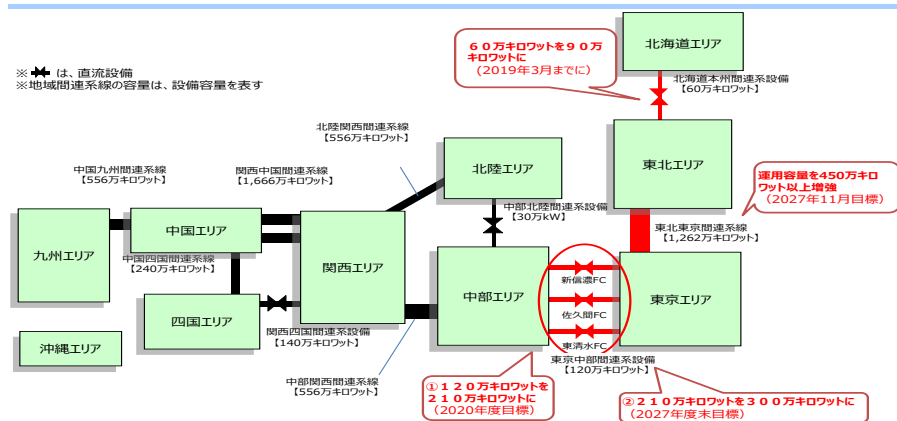 ６０万キロワットを９０万
キロワットに
（2019年3月までに）
北海道エリア
※ は、直流設備
※地域間連系線の容量は、設備容量を表す
北海道本州間連系設備
【60万キロワット】
北陸関西間連系線
【556万キロワット】
東北エリア
北陸エリア
中国九州間連系線
【556万キロワット】
関西中国間連系線
【1,666万キロワット】
運用容量を450万キロ
ワット以上増強
（2027年11月目標）
中部北陸間連系設備
【30万kW】
東北東京間連系線
【1,262万キロワット】
中国エリア
九州エリア
中国四国間連系線
【240万キロワット】
関西エリア
中部エリア
新信濃FC
佐久間FC
東清水FC
東京エリア
四国エリア
関西四国間連系設備
【140万キロワット】
沖縄エリア
東京中部間連系設備
【120万キロワット】
中部関西間連系線
【556万キロワット】
①１２０万キロワットを
２１０万キロワットに
（2020年度目標）
②２１０万キロワットを３００万キロワットに
（2027年度末目標）